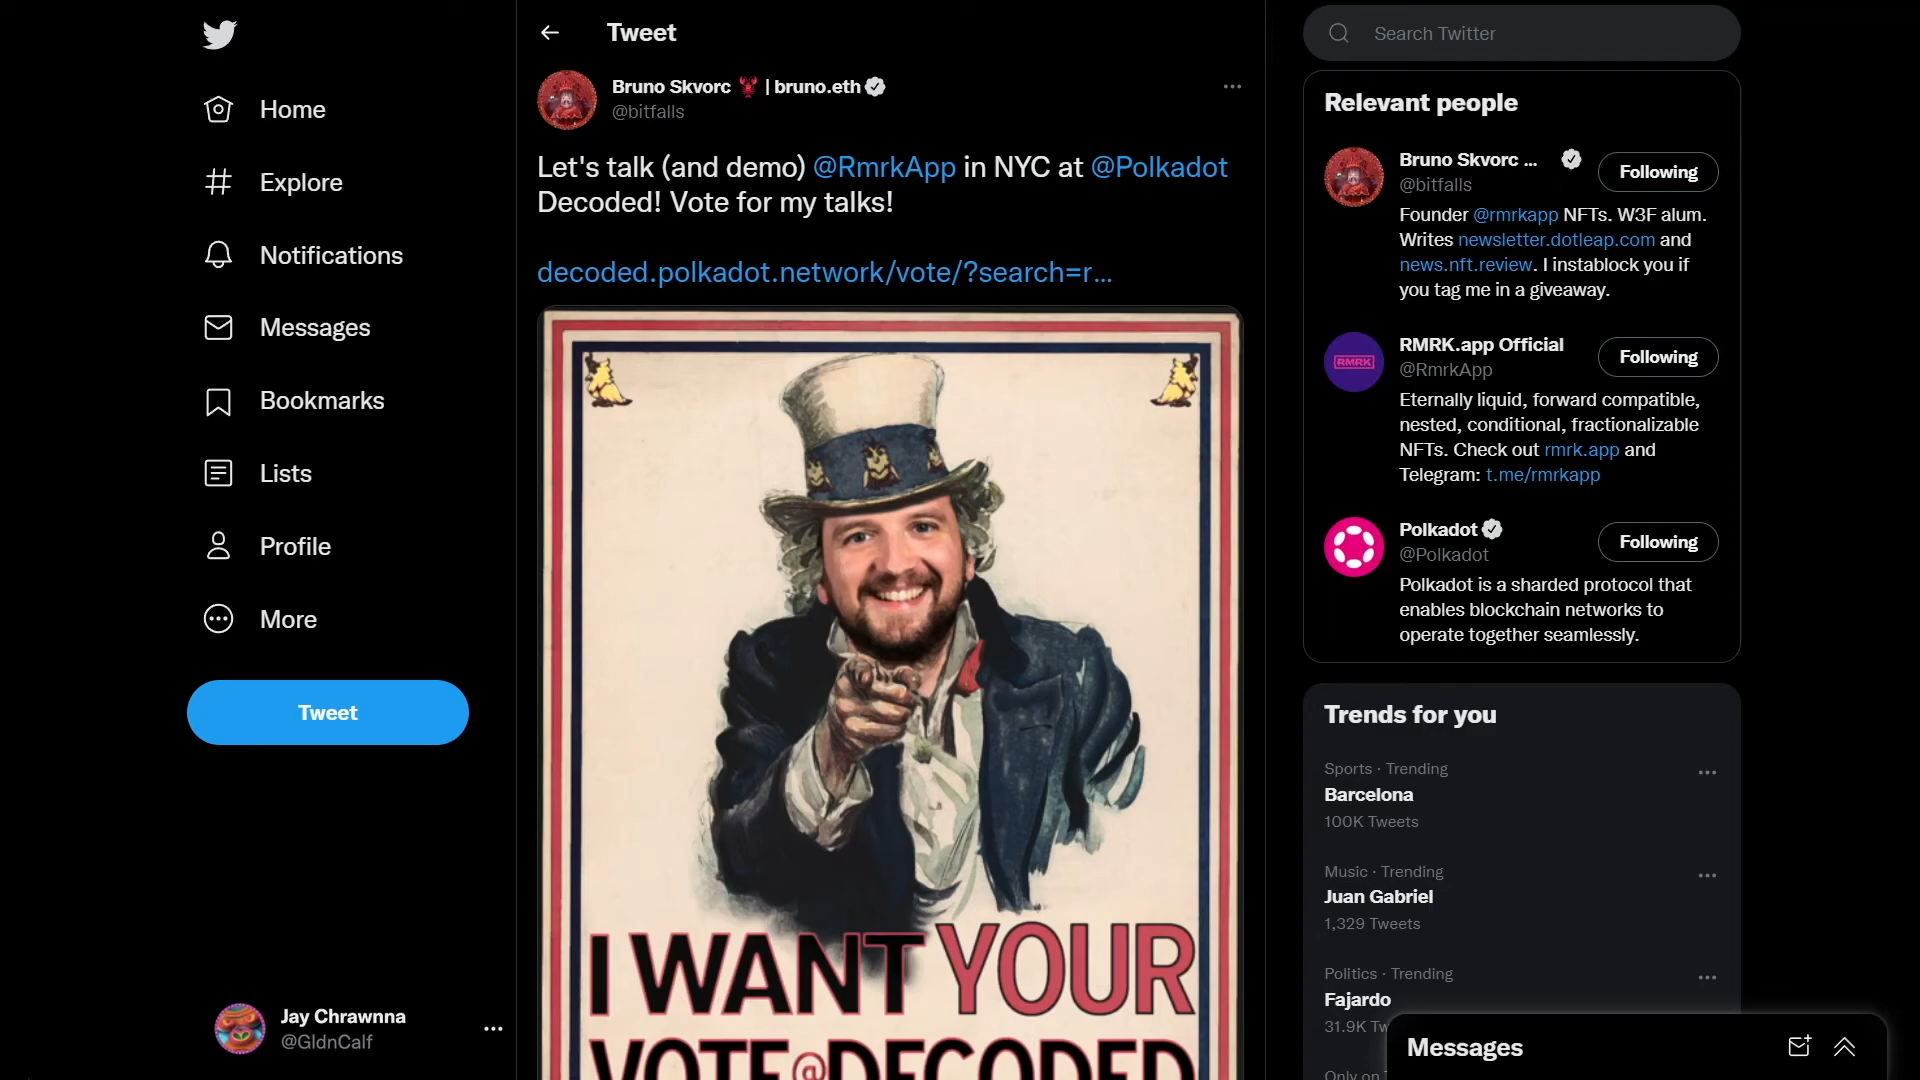 Home
Explore
Notifications
Messages
Bookmarks
Lists
Profile
More
Tweet
Jay Chrawnna
@GldnCalf
Tweet
Bruno Skvorc 🦞 | bruno.eth
@bitfalls
Let's talk (and demo) @RmrkApp in NYC at @Polkadot
Decoded! Vote for my talks!
decoded.polkadot.network/vote/?search=r...
I WANT YOUR
VOTE @ DECODED
Search Twitter
Relevant people
Bruno Skvorc ...
@bitfalls
Following
Founder @rmrkapp NFTs. W3F alum.
Writes newsletter.dotleap.com and
news.nft.review. I instablock you if
you tag me in a giveaway.
RMRK
RMRK.app Official
@RmrkApp
Following
Eternally liquid, forward compatible,
nested, conditional, fractionalizable
NFTs. Check out rmrk.app and
Telegram: t.me/rmrkapp
Polkadot
@Polkadot
Following
Polkadot is a sharded protocol that
enables blockchain networks to
operate together seamlessly.
Trends for you
Sports · Trending
Barcelona
100K Tweets
Music · Trending
Juan Gabriel
1,329 Tweets
Politics · Trending
Fajardo
31.9K Tw
Only on
Messages